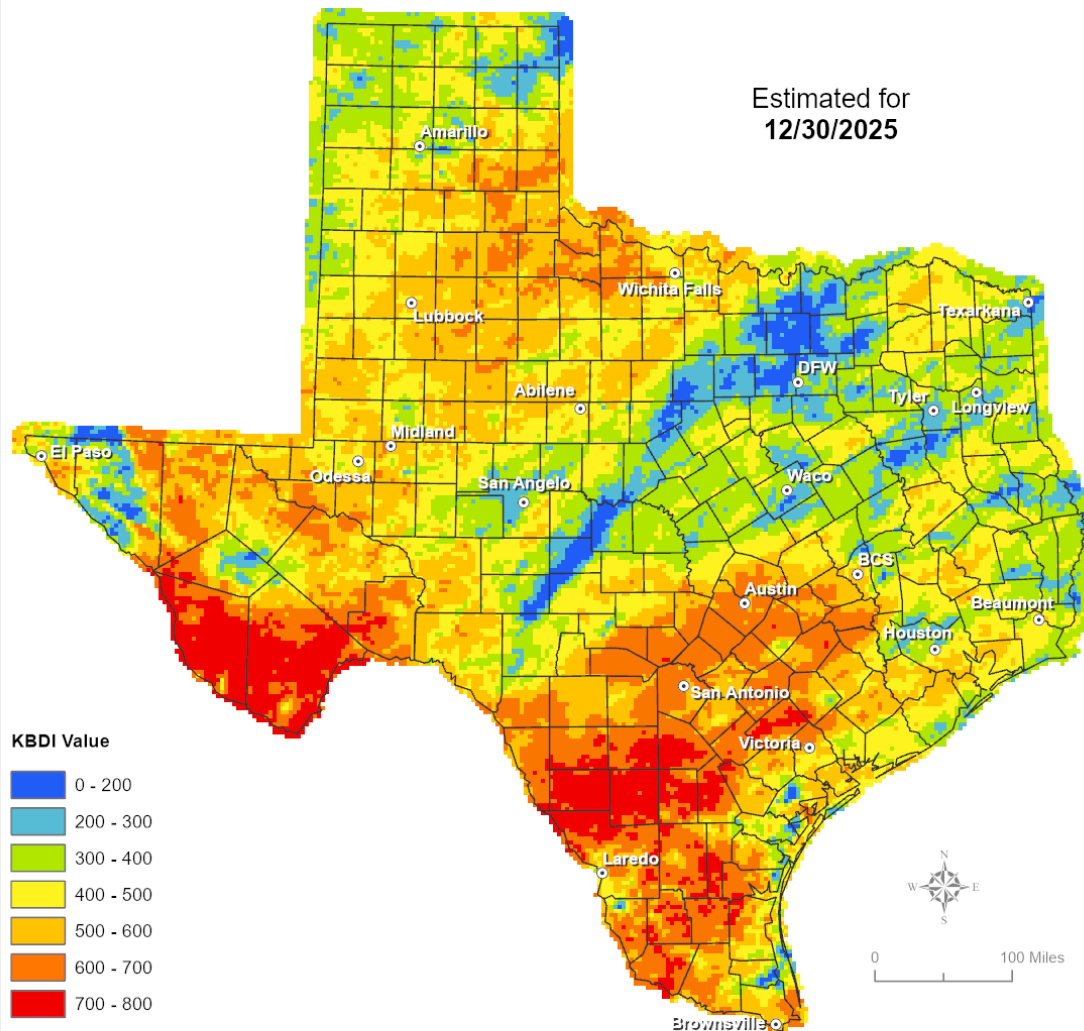 Estimated for
12/30/2025
Amarillo
Wichita Falls
Lubbock
Texarkana
DFW
Abilene
Tyler
Longview
Midland
El Paso
Odessa
San Angelo
Waco
BCS
Austin
Beaumont
Houston
San Antonio
Victoria
KBDI Value
0 - 200
200 - 300
300 - 400
400 - 500
500 - 600
600 - 700
700 - 800
Laredo
N
W E
S
0 100 Miles
Brownsville